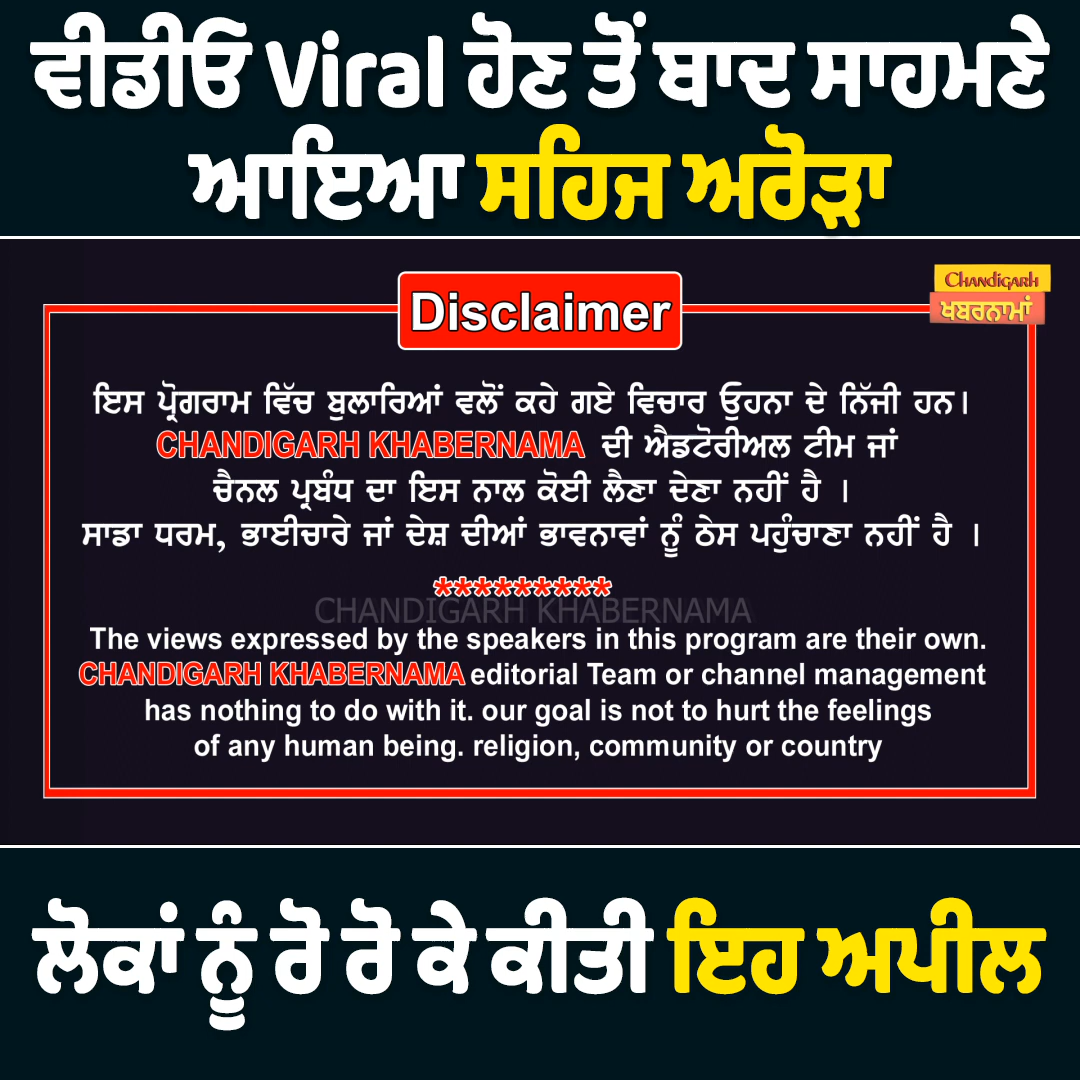 ਵੀਡੀਓ Viral ਹੋਣ ਤੋਂ ਬਾਦ ਸਾਹਮਣੇ
ਆਇਆ ਸਹਿਜ ਅਰੋੜਾ
Chandigarh
ਖਬਰਨਾਮਾਂ
Disclaimer
ਇਸ ਪ੍ਰੋਗਰਾਮ ਵਿੱਚ ਬੁਲਾਰਿਆਂ ਵਲੋਂ ਕਹੇ ਗਏ ਵਿਚਾਰ ਉਹਨਾ ਦੇ ਨਿੱਜੀ ਹਨ।
CHANDIGARH KHABERNAMA ਦੀ ਐਡਟੋਰੀਅਲ ਟੀਮ ਜਾਂ
ਚੈਨਲ ਪ੍ਰਬੰਧ ਦਾ ਇਸ ਨਾਲ ਕੋਈ ਲੈਣਾ ਦੇਣਾ ਨਹੀਂ ਹੈ ।
ਸਾਡਾ ਧਰਮ, ਭਾਈਚਾਰੇ ਜਾਂ ਦੇਸ਼ ਦੀਆਂ ਭਾਵਨਾਵਾਂ ਨੂੰ ਠੇਸ ਪਹੁੰਚਾਣਾ ਨਹੀਂ ਹੈ ।
*********
CHANDIGARH KHABERNAMA
The views expressed by the speakers in this program are their own.
CHANDIGARH KHABERNAMA editorial Team or channel management
has nothing to do with it. our goal is not to hurt the feelings
of any human being. religion, community or country
ਲੋਕਾਂ ਨੂੰ ਰੋ ਰੋ ਕੇ ਕੀਤੀ ਇਹ ਅਪੀਲ